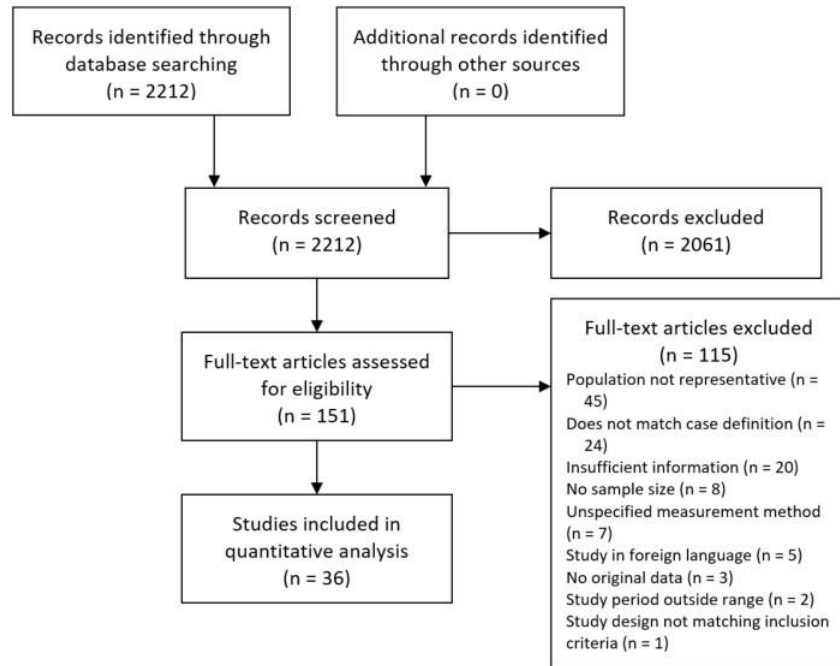 Records identified through
database searching
(n = 2212)
Additional records identified
through other sources
(n = 0)
Records screened
(n = 2212)
Records excluded
(n = 2061)
Full-text articles assessed
for eligibility
(n = 151)
Full-text articles excluded
(n = 115)
Population not representative (n =
45)
Does not match case definition (n =
24)
Insufficient information (n = 20)
No sample size (n = 8)
Unspecified measurement method
(n = 7)
Study in foreign language (n = 5)
No original data (n = 3)
Study period outside range (n = 2)
Study design not matching inclusion
criteria (n = 1)
Studies included in
quantitative analysis
(n = 36)